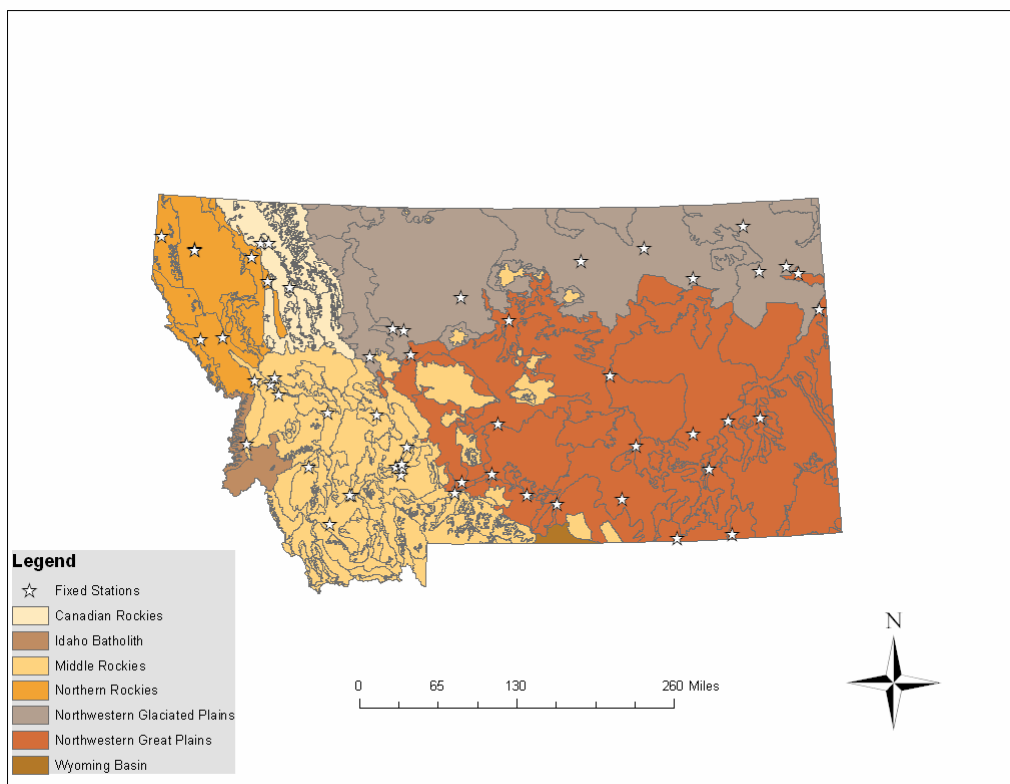 Legend
Fixed Stations
Canadian Rockies
Idaho Batholith
Middle Rockies
Northern Rockies
Northwestern Glaciated Plains
Northwestern Great Plains
Wyoming Basin
0 65 130 260 Miles
N